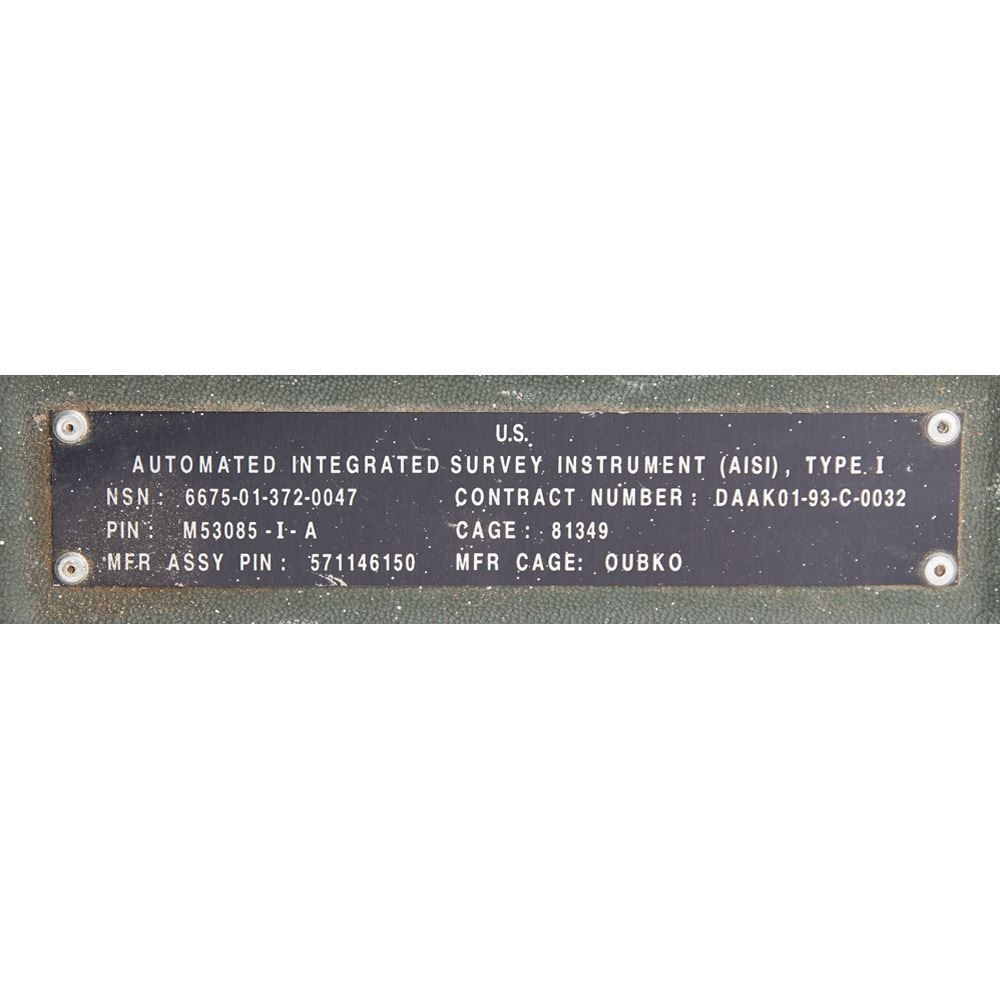 U.S.
AUTOMATED INTEGRATED SURVEY INSTRUMENT (AISI), TYPE I
NSN: 6675-01-372-0047 CONTRACT NUMBER: DAAK01-93-C-0032
PIN: M53085-I-A CAGE: 81349
MFR ASSY PIN: 571146150 MFR CAGE: OUBKO